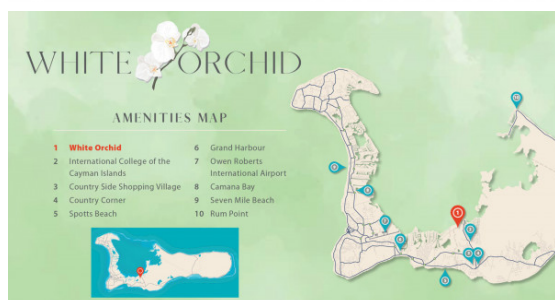 WHITE ORCHID
AMENITIES MAP
1 White Orchid
2 International College of the
Cayman Islands
3 Country Side Shopping Village
4 Country Corner
5 Spotts Beach
6 Grand Harbour
7 Owen Roberts
International Airport
8 Camana Bay
9 Seven Mile Beach
10 Rum Point
1